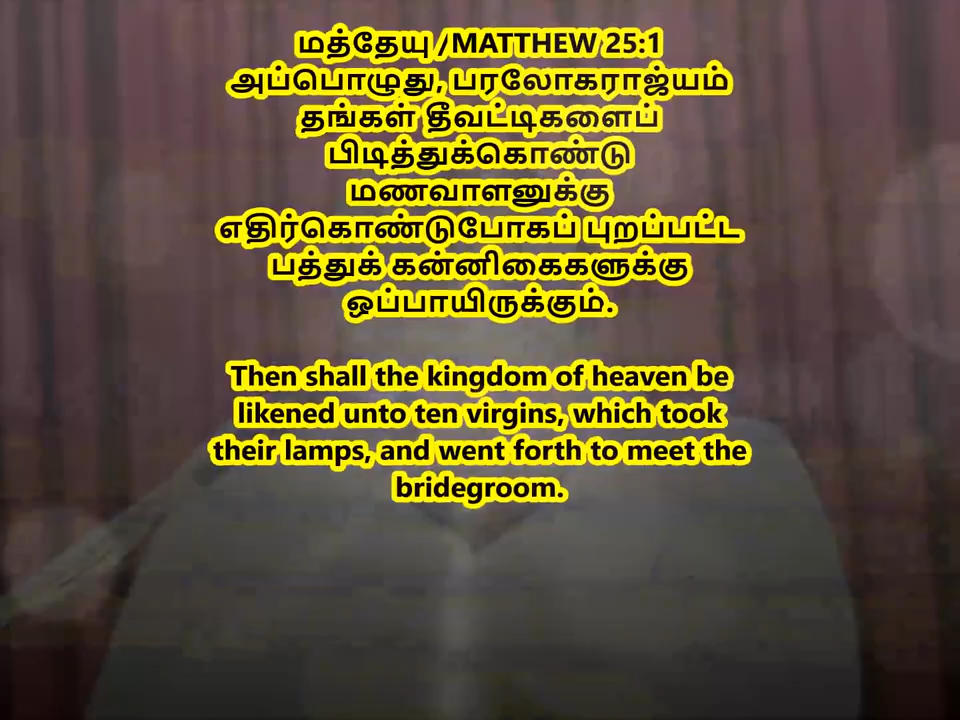 மத்தேயு /MATTHEW 25:1
அப்பொழுது, பரலோகராஜ்யம்
தங்கள் தீவட்டிகளைப்
பிடித்துக்கொண்டு
மணவாளனுக்கு
எதிர்கொண்டுபோகப் புறப்பட்ட
பத்துக் கன்னிகைகளுக்கு
ஒப்பாயிருக்கும்.
Then shall the kingdom of heaven be
likened unto ten virgins, which took
their lamps, and went forth to meet the
bridegroom.